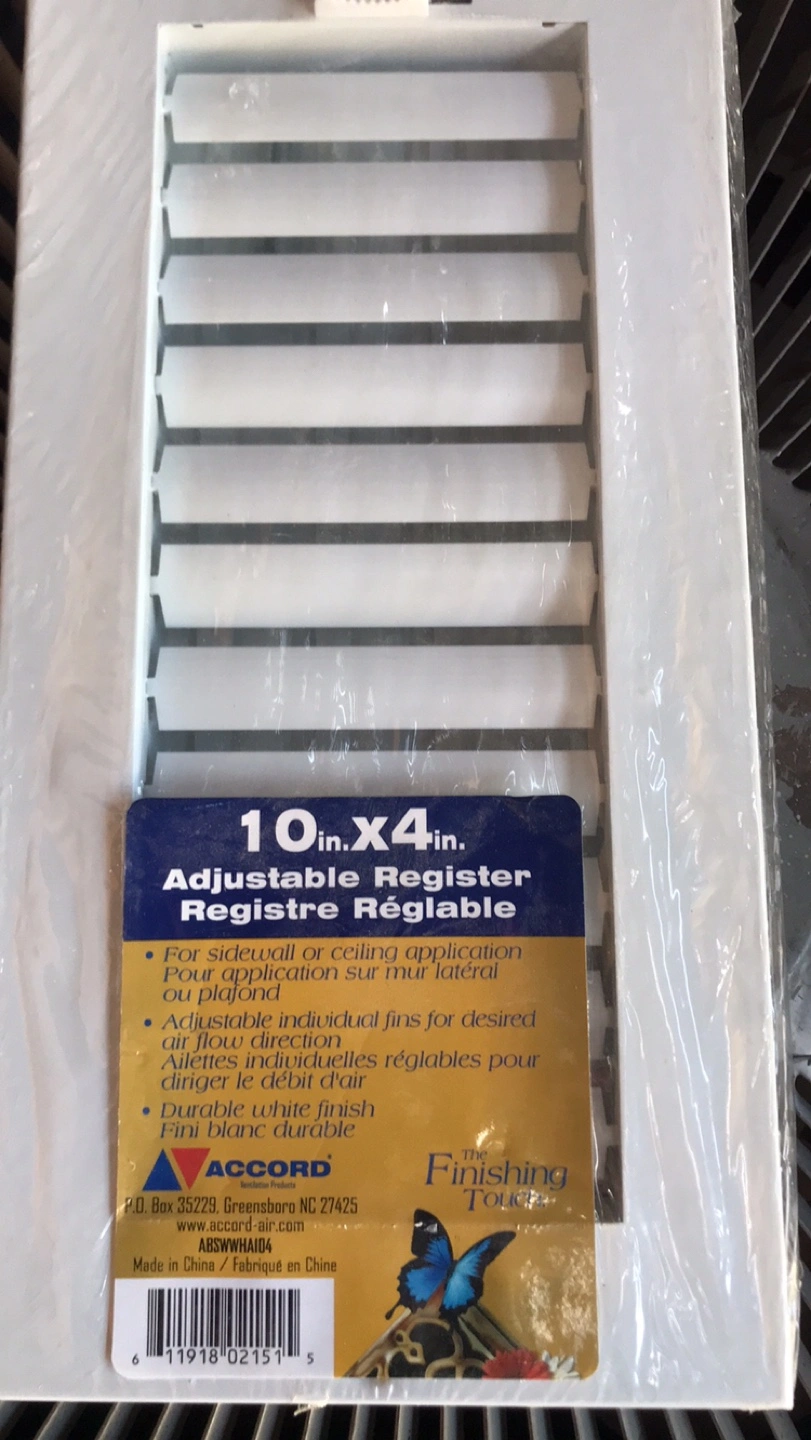 10in.x4in.
Adjustable Register
Registre Réglable
• For sidewall or ceiling application
Pour application sur mur latéral
ou plafond
• Adjustable individual fins for desired
air flow direction
Ailettes individuelles réglables pour
diriger le débit d'air
• Durable white finish
Fini blanc durable
ACCORD
Ventilation Products
The
Finishing
Touch
P.O. Box 35229, Greensboro NC 27425
www.accord-air.com
ABSWWHA104
Made in China / Fabriqué en Chine
6 11918 02151 5